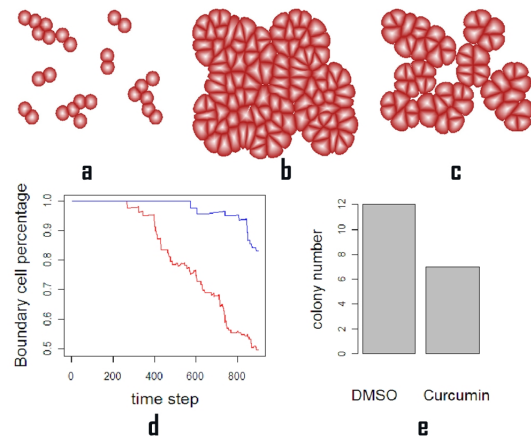 a b c
Boundary cell percentage
1.0
0.9
0.8
0.7
0.6
0.5
0 200 400 600 800
time step
d
colony number
12
10
8
6
4
2
0
DMSO Curcumin
e